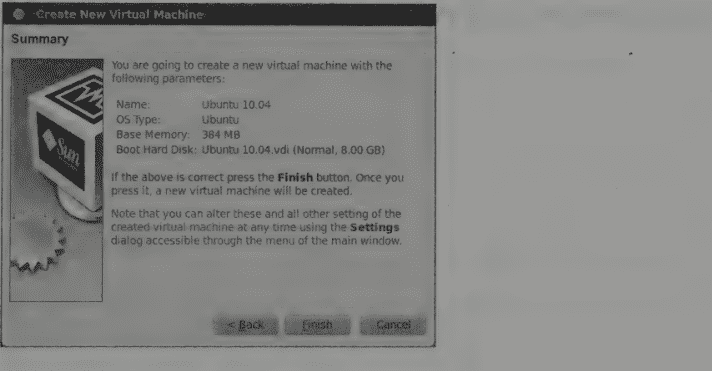 Create New Virtual Machine
Summary
You are going to create a new virtual machine with the
following parameters:
Name: Ubuntu 10.04
OS Type: Ubuntu
Base Memory: 384 MB
Boot Hard Disk: Ubuntu 10.04.vdi (Normal, 8.00 GB)
If the above is correct press the Finish button. Once you
press it, a new virtual machine will be created.
Note that you can alter these and all other setting of the
created virtual machine at any time using the Settings
dialog accessible through the menu of the main window.
Sun
< Back Finish Cancel